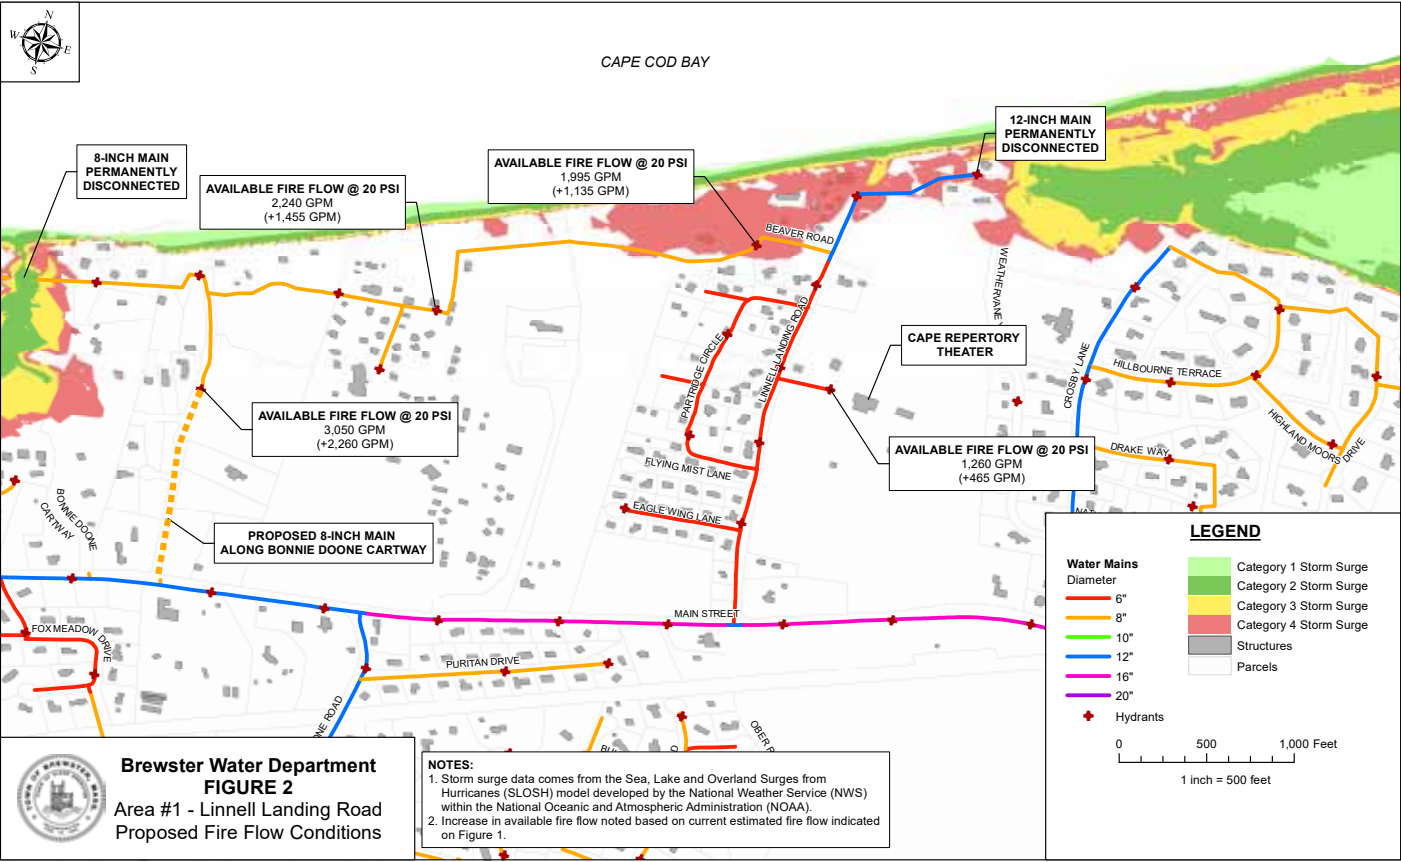 N
W
E
S
CAPE COD BAY
12-INCH MAIN
PERMANENTLY
DISCONNECTED
8-INCH MAIN
PERMANENTLY
DISCONNECTED
AVAILABLE FIRE FLOW @ 20 PSI
2,240 GPM
(+1,455 GPM)
AVAILABLE FIRE FLOW @ 20 PSI
1,995 GPM
(+1,135 GPM)
BEAVER ROAD
PARTRIDGE CIRCLE
LINNELL LANDING ROAD
CAPE REPERTORY
THEATER
CROSBY LANE
HILLBOURNE TERRACE
HIGHLAND MOORS DRIVE
DRAKE WAY
AVAILABLE FIRE FLOW @ 20 PSI
3,050 GPM
(+2,260 GPM)
AVAILABLE FIRE FLOW @ 20 PSI
1,260 GPM
(+465 GPM)
FLYING MIST LANE
EAGLE WING LANE
BONNIE DOONE
CARTWAY
PROPOSED 8-INCH MAIN
ALONG BONNIE DOONE CARTWAY
MAIN STREET
FOX MEADOW DRIVE
PURITAN DRIVE
ROAD
LEGEND
Water Mains
Diameter
6"
8"
10"
12"
16"
20"
Hydrants
Category 1 Storm Surge
Category 2 Storm Surge
Category 3 Storm Surge
Category 4 Storm Surge
Structures
Parcels
0 500 1,000 Feet
1 inch = 500 feet
TOWN OF BREWSTER, MASS.
Brewster Water Department
FIGURE 2
Area #1 - Linnell Landing Road
Proposed Fire Flow Conditions
NOTES:
1. Storm surge data comes from the Sea, Lake and Overland Surges from
Hurricanes (SLOSH) model developed by the National Weather Service (NWS)
within the National Oceanic and Atmospheric Administration (NOAA).
2. Increase in available fire flow noted based on current estimated fire flow indicated
on Figure 1.